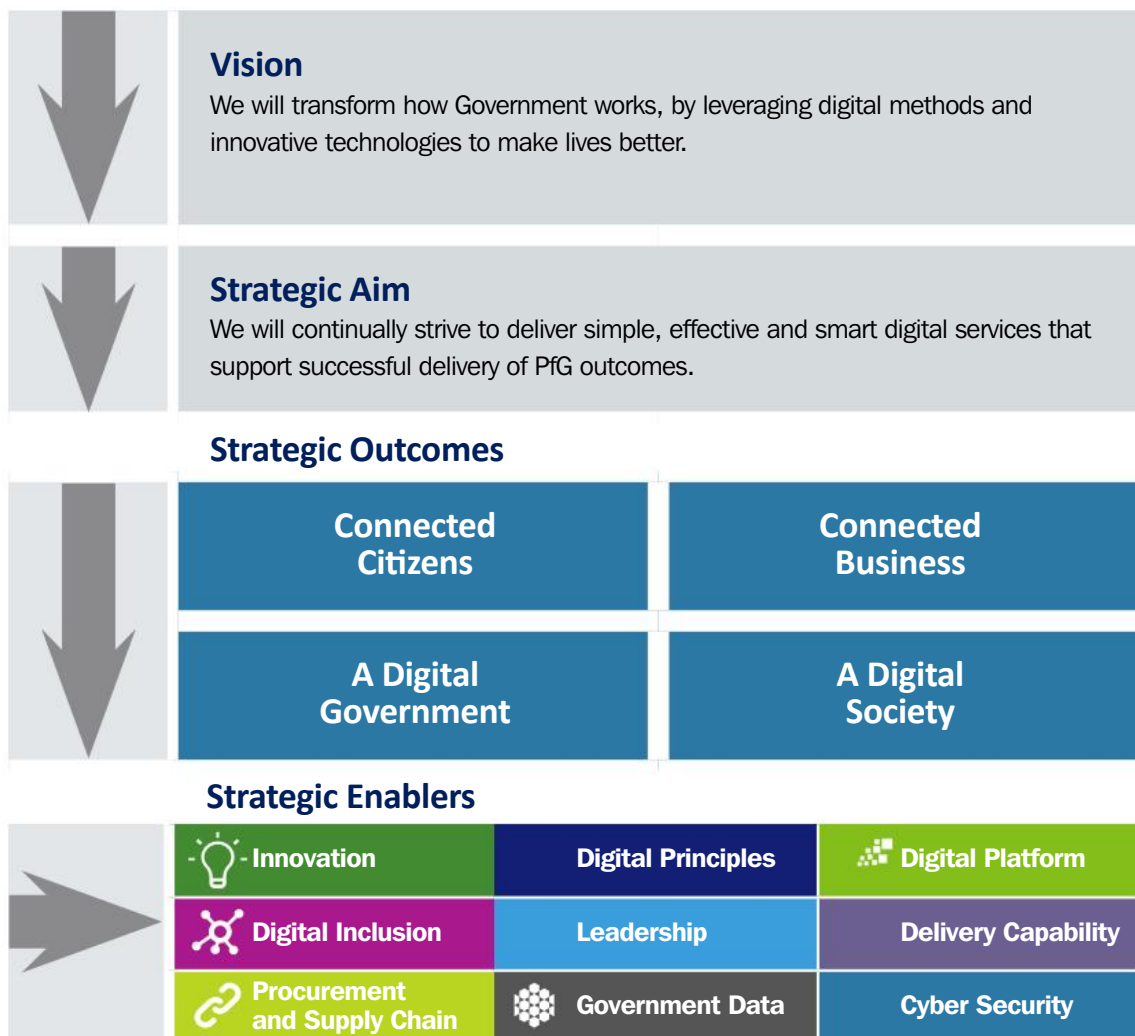 Vision
We will transform how Government works, by leveraging digital methods and
innovative technologies to make lives better.
Strategic Aim
We will continually strive to deliver simple, effective and smart digital services that
support successful delivery of PfG outcomes.
Strategic Outcomes
Connected
Citizens
Connected
Business
A Digital
Government
A Digital
Society
Strategic Enablers
Innovation
Digital Principles
Digital Platform
Digital Inclusion
Leadership
Delivery Capability
Procurement
and Supply Chain
Government Data
Cyber Security